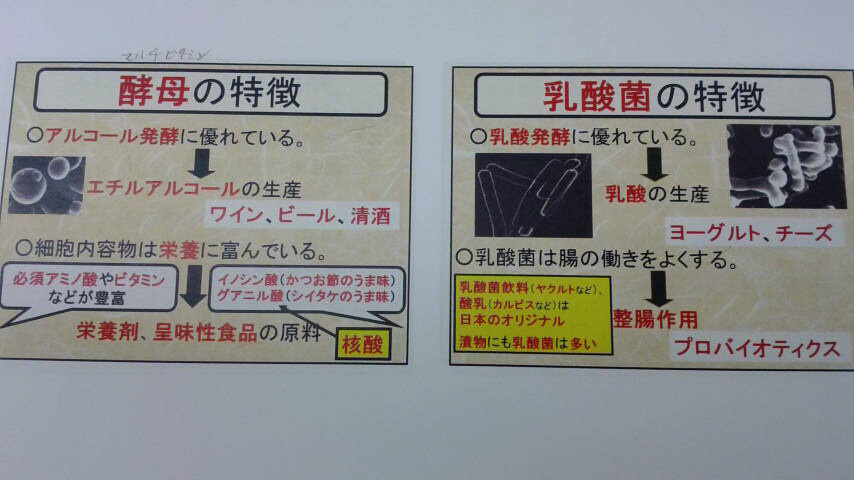 マルチビタミン
酵母の特徴
○アルコール発酵に優れている。
エチルアルコールの生産
ワイン、ビール、清酒
○細胞内容物は栄養に富んでいる。
必須アミノ酸やビタミン
などが豊富
イノシン酸(かつお節のうま味)
グアニル酸(シイタケのうま味)
栄養剤、呈味性食品の原料
核酸
乳酸菌の特徴
○乳酸発酵に優れている。
乳酸の生産
ヨーグルト、チーズ
○乳酸菌は腸の働きをよくする。
乳酸菌飲料(ヤクルトなど)、
酸乳(カルピスなど)は
日本のオリジナル
漬物にも乳酸菌は多い
整腸作用
プロバイオティクス